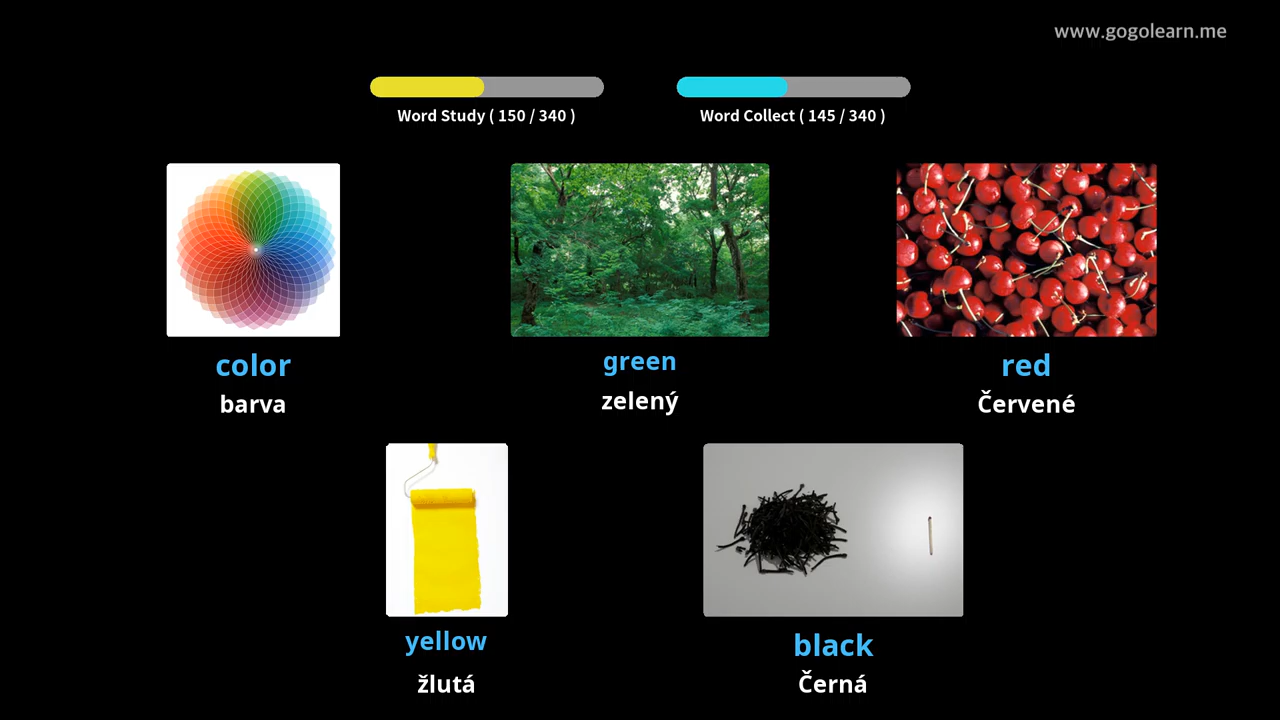 www.gogolearn.me
Word Study ( 150 / 340 )
Word Collect ( 145 / 340 )
color
barva
green
zelený
red
Červené
yellow
žlutá
black
Černá